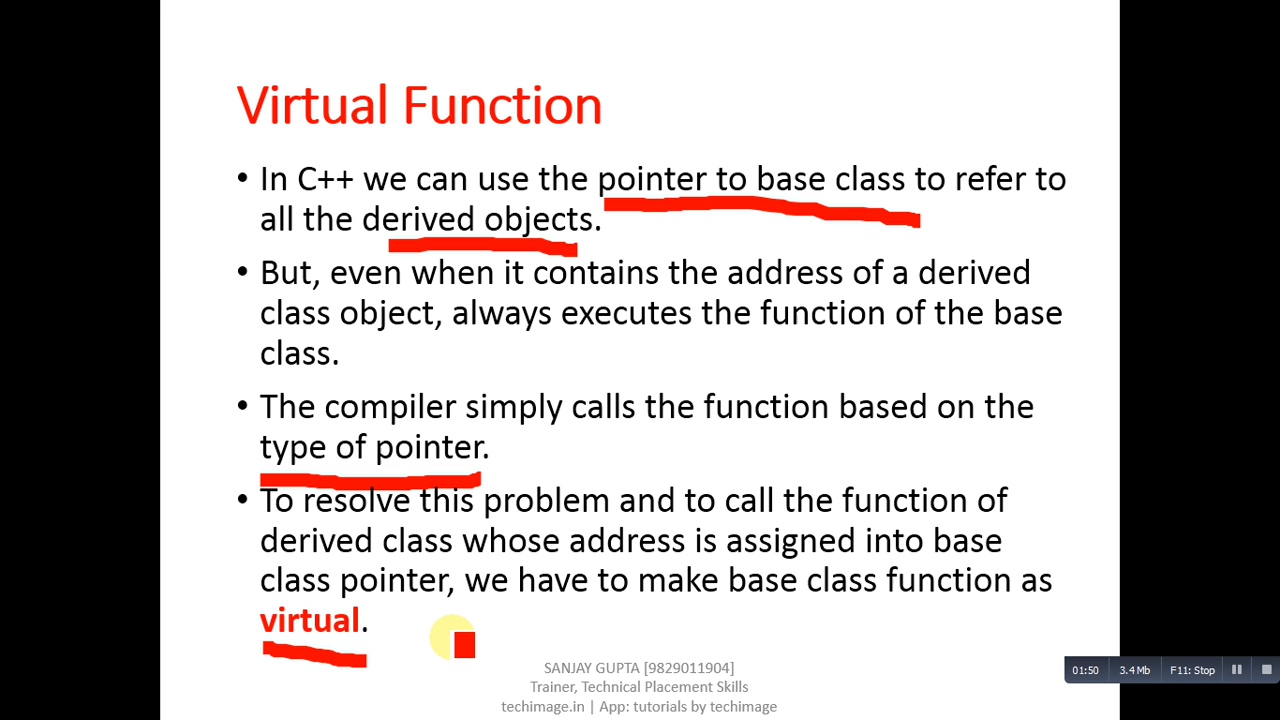 Virtual Function
• In C++ we can use the pointer to base class to refer to
all the derived objects.
• But, even when it contains the address of a derived
class object, always executes the function of the base
class.
• The compiler simply calls the function based on the
type of pointer.
• To resolve this problem and to call the function of
derived class whose address is assigned into base
class pointer, we have to make base class function as
virtual.
SANJAY GUPTA [9829011904]
Trainer, Technical Placement Skills
techimage.in | App: tutorials by techimage
01:50 3.4 Mb F11: Stop